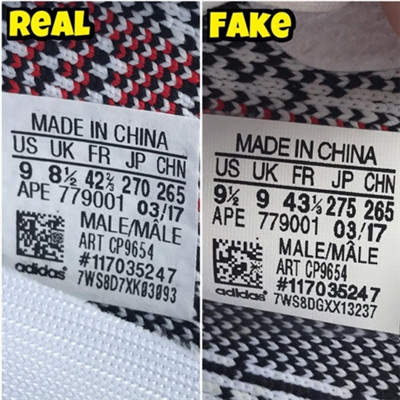 REAL
MADE IN CHINA
US UK FR JP CHN
9 8½ 42⅔ 270 265
APE 779001 03/17
MALE/MÂLE
ART CP9654
#117035247
adidas 7WS8D7XK03093
FAKE
MADE IN CHINA
US UK FR JP CHN
9½ 9 43⅓ 275 265
APE 779001 03/17
MALE/MÂLE
ART CP9654
#117035247
adidas 7WS8DGXX13237